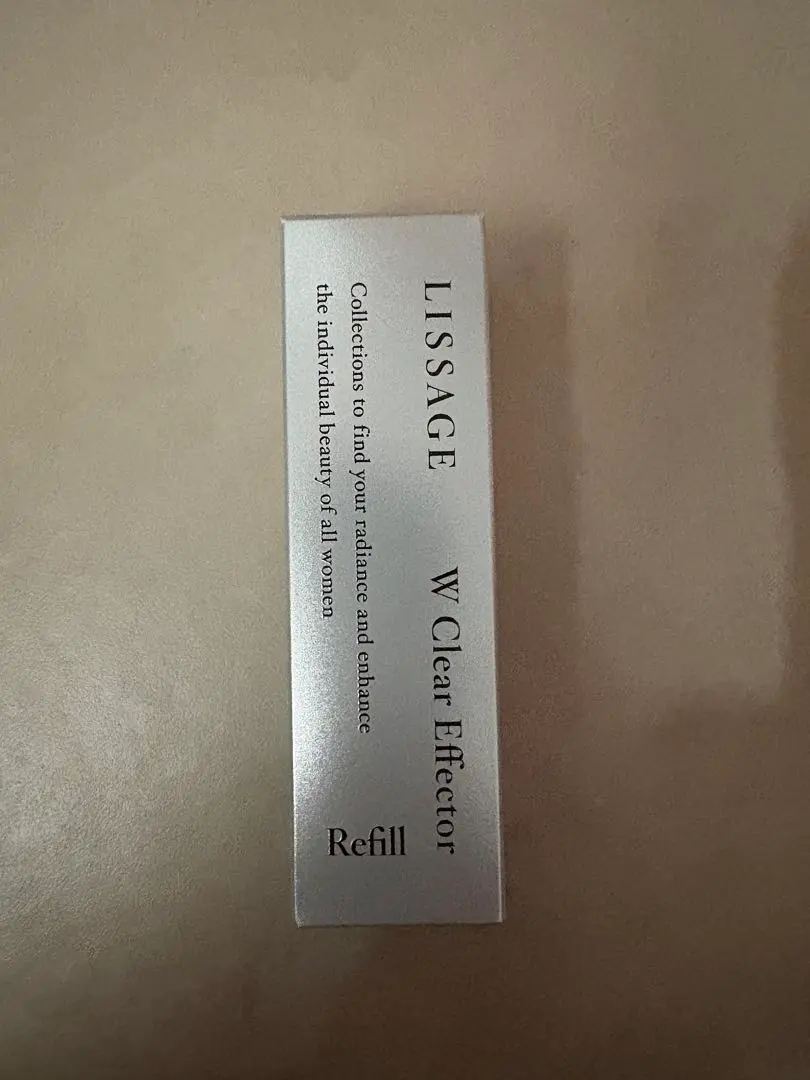 LISSAGE W Clear Effector
Collections to find your radiance and enhance
the individual beauty of all women
Refill